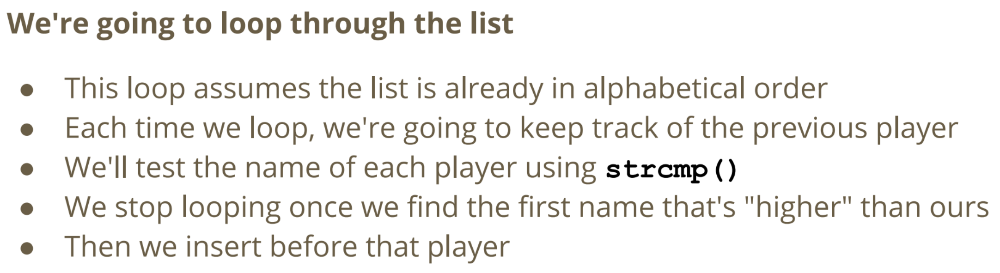 We're going to loop through the list
● This loop assumes the list is already in alphabetical order
● Each time we loop, we're going to keep track of the previous player
● We'll test the name of each player using strcmp()
● We stop looping once we find the first name that's "higher" than ours
● Then we insert before that player